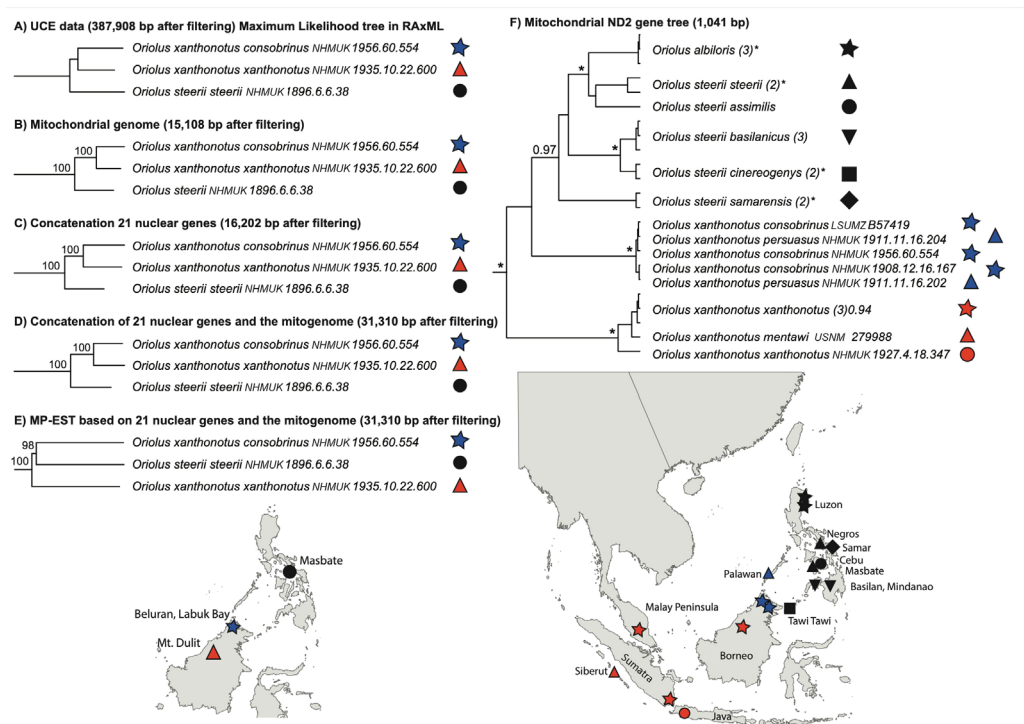 A) UCE data (387,908 bp after filtering) Maximum Likelihood tree in RAxML
Oriolus xanthonotus consobrinus NHMUK 1956.60.554
Oriolus xanthonotus xanthonotus NHMUK 1935.10.22.600
Oriolus steerii steerii NHMUK 1896.6.6.38
B) Mitochondrial genome (15,108 bp after filtering)
100
100
Oriolus xanthonotus consobrinus NHMUK 1956.60.554
Oriolus xanthonotus xanthonotus NHMUK 1935.10.22.600
Oriolus steerii NHMUK 1896.6.6.38
C) Concatenation 21 nuclear genes (16,202 bp after filtering)
100
100
Oriolus xanthonotus consobrinus NHMUK 1956.60.554
Oriolus xanthonotus xanthonotus NHMUK 1935.10.22.600
Oriolus steerii steerii NHMUK 1896.6.6.38
D) Concatenation of 21 nuclear genes and the mitogenome (31,310 bp after filtering)
100
100
Oriolus xanthonotus consobrinus NHMUK 1956.60.554
Oriolus xanthonotus xanthonotus NHMUK 1935.10.22.600
Oriolus steerii steerii NHMUK 1896.6.6.38
E) MP-EST based on 21 nuclear genes and the mitogenome (31,310 bp after filtering)
98
100
Oriolus xanthonotus consobrinus NHMUK 1956.60.554
Oriolus steerii steerii NHMUK 1896.6.6.38
Oriolus xanthonotus xanthonotus NHMUK 1935.10.22.600
Masbate
Beluran, Labuk Bay
Mt. Dulit
F) Mitochondrial ND2 gene tree (1,041 bp)
*
*
0.97
*
*
*
Oriolus albiloris (3)*
Oriolus steerii steerii (2)*
Oriolus steerii assimilis
Oriolus steerii basilanicus (3)
Oriolus steerii cinereogenys (2)*
Oriolus steerii samarensis (2)*
Oriolus xanthonotus consobrinus LSUMZ B57419
Oriolus xanthonotus persuasus NHMUK 1911.11.16.204
Oriolus xanthonotus consobrinus NHMUK 1956.60.554
Oriolus xanthonotus consobrinus NHMUK 1908.12.16.167
Oriolus xanthonotus persuasus NHMUK 1911.11.16.202
Oriolus xanthonotus xanthonotus (3)0.94
Oriolus xanthonotus mentawi USNM 279988
Oriolus xanthonotus xanthonotus NHMUK 1927.4.18.347
Luzon
Negros
Samar
Cebu
Masbate
Palawan
Basilan, Mindanao
Malay Peninsula
Tawi Tawi
Borneo
Siberut
Sumatra
Java